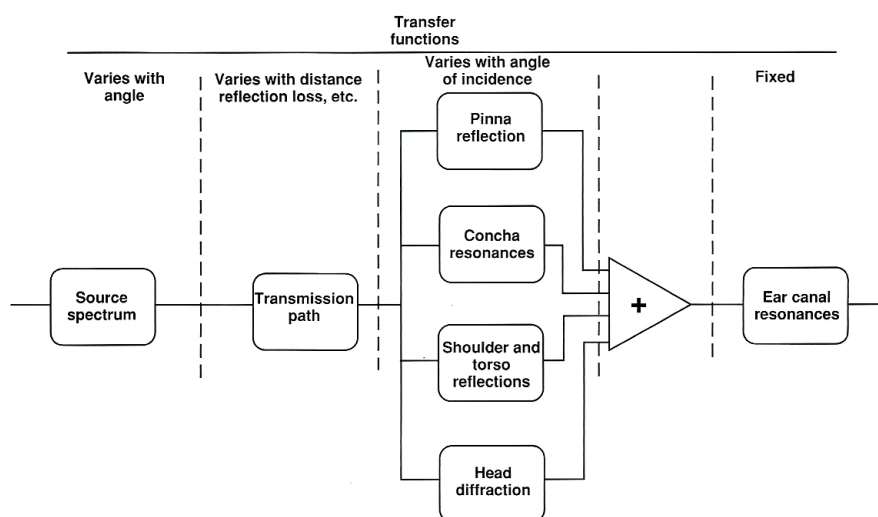 Transfer
functions
Varies with
angle
Varies with distance
reflection loss, etc.
Varies with angle
of incidence
Fixed
Pinna
reflection
Concha
resonances
Source
spectrum
Transmission
path
+
Ear canal
resonances
Shoulder and
torso
reflections
Head
diffraction